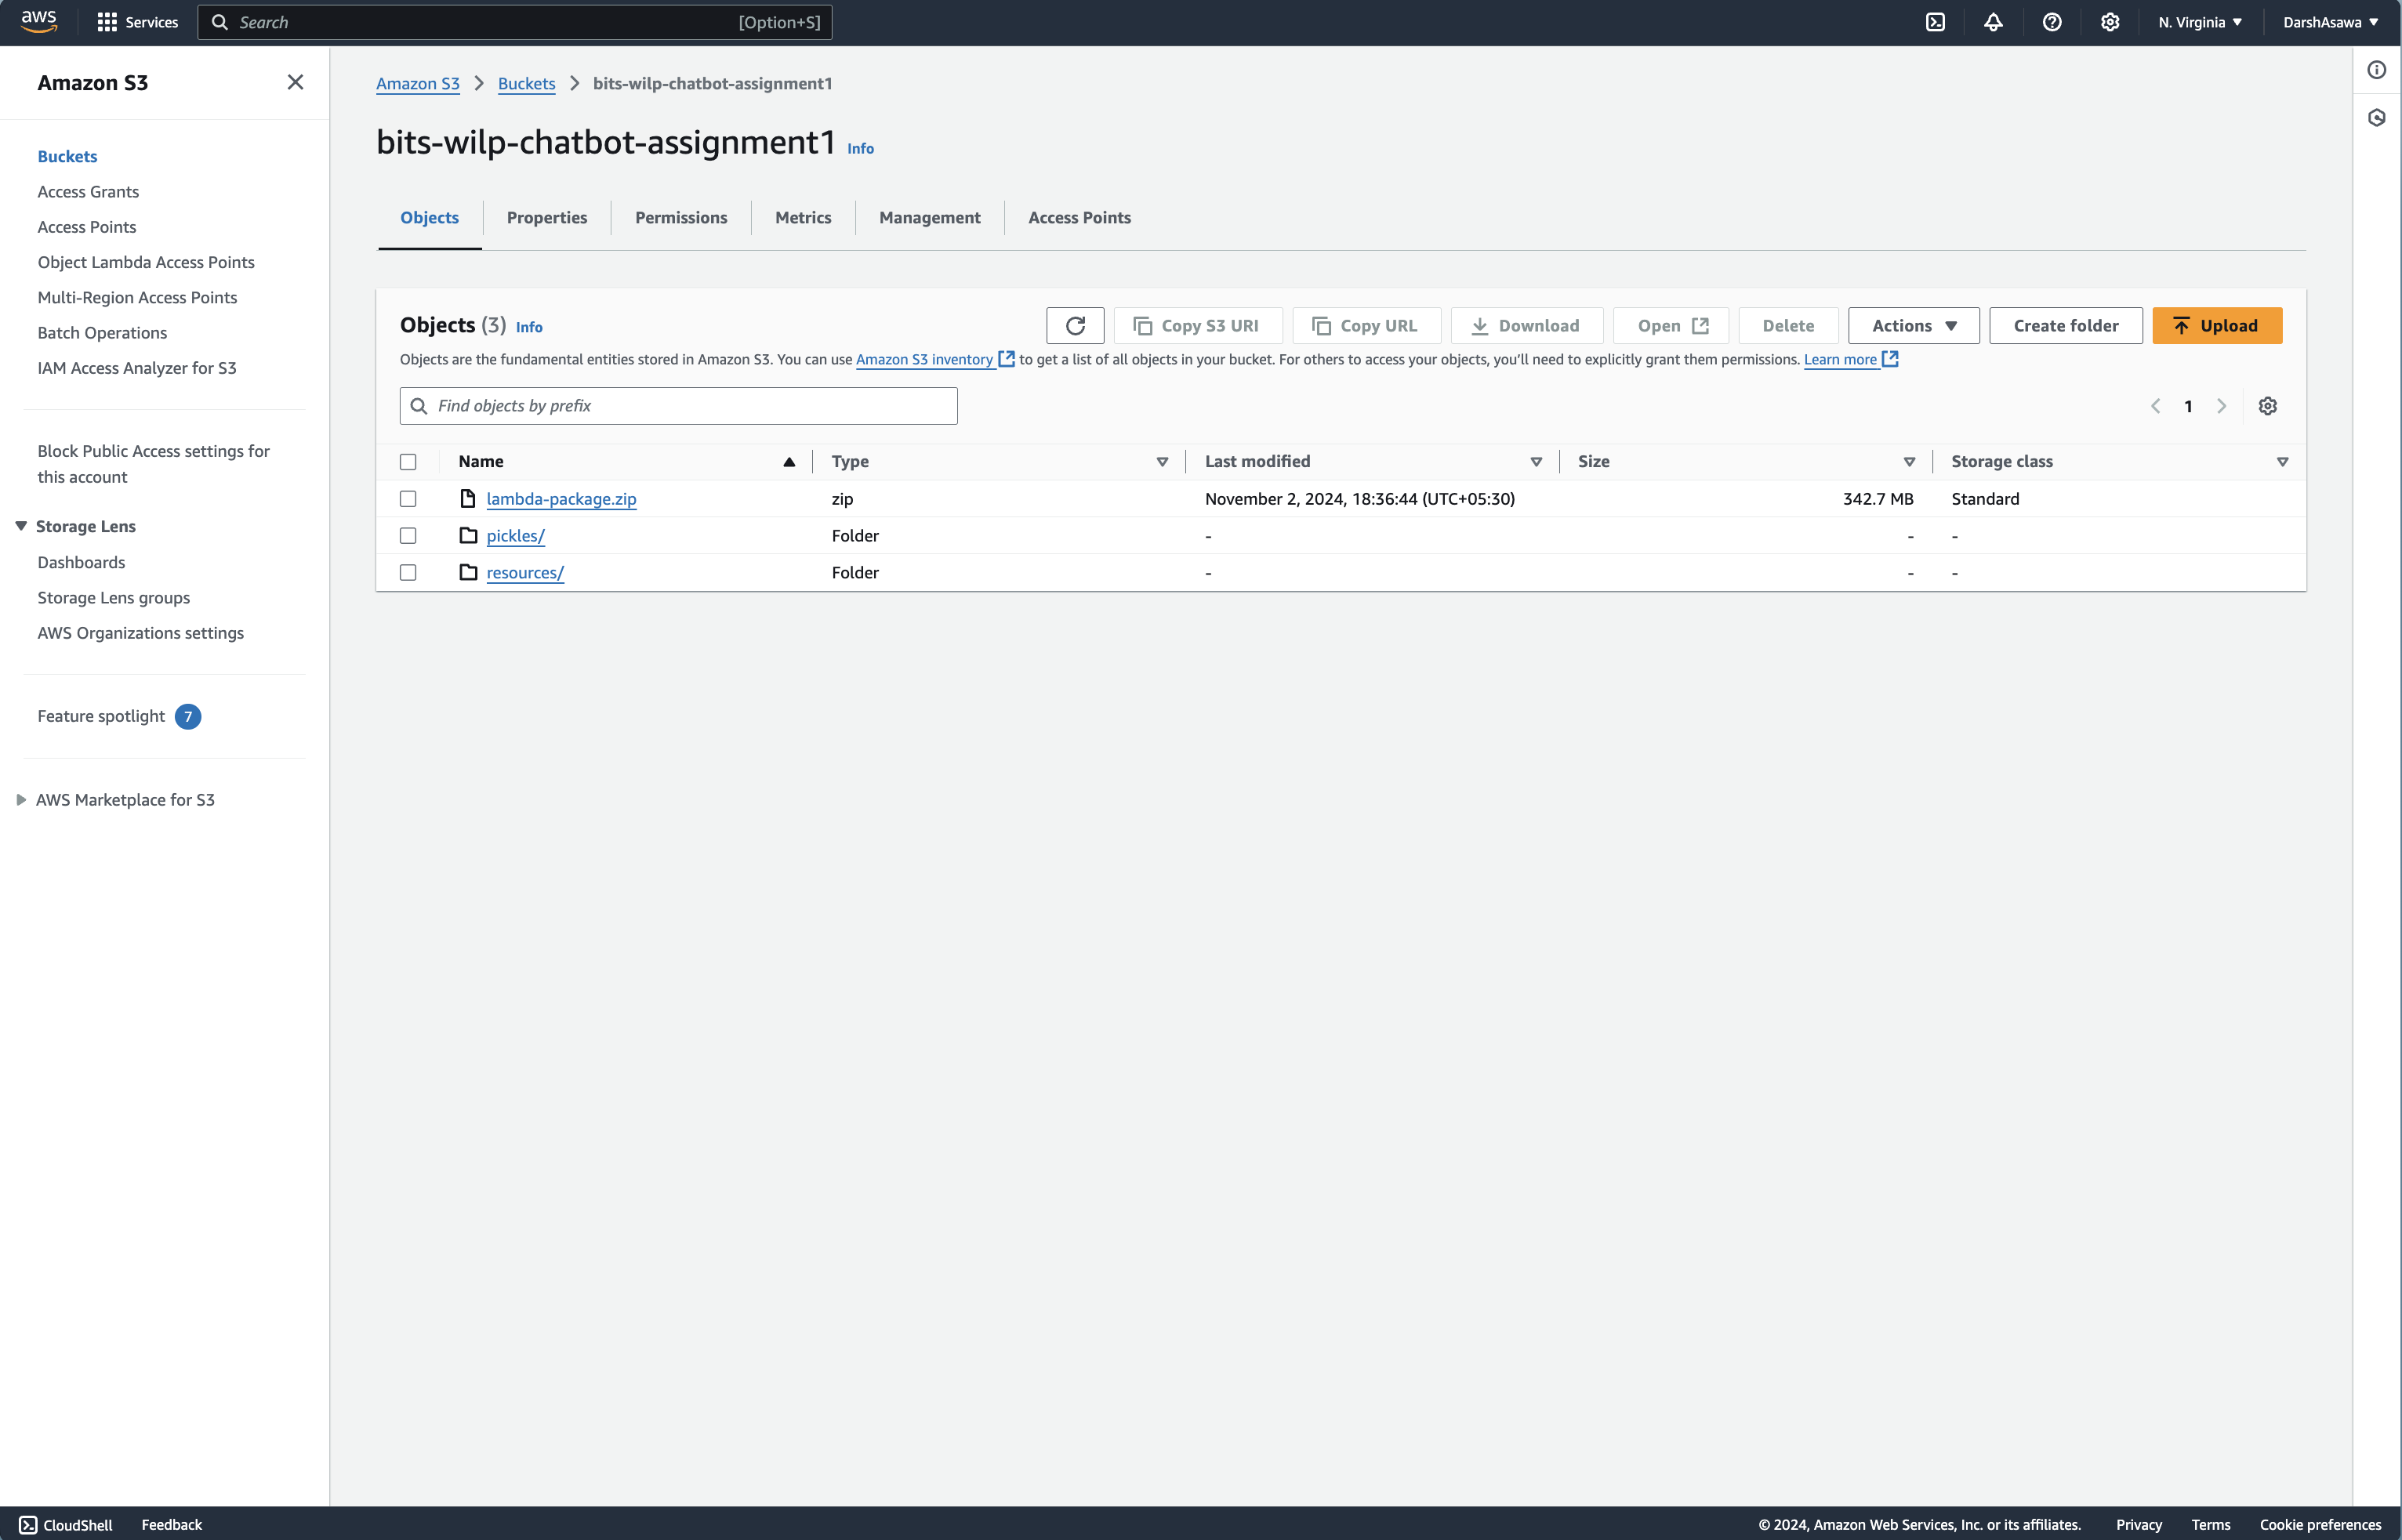 aws
Services
Search
[Option+S]
N. Virginia
DarshAsawa
Amazon S3
Buckets
Access Grants
Access Points
Object Lambda Access Points
Multi-Region Access Points
Batch Operations
IAM Access Analyzer for S3
Block Public Access settings for
this account
Storage Lens
Dashboards
Storage Lens groups
AWS Organizations settings
Feature spotlight 7
AWS Marketplace for S3
Amazon S3 > Buckets > bits-wilp-chatbot-assignment1
bits-wilp-chatbot-assignment1 Info
Objects Properties Permissions Metrics Management Access Points
Objects (3) Info
Copy S3 URI Copy URL Download Open Delete Actions Create folder Upload
Objects are the fundamental entities stored in Amazon S3. You can use Amazon S3 inventory to get a list of all objects in your bucket. For others to access your objects, you’ll need to explicitly grant them permissions. Learn more
Find objects by prefix
1
Name Type Last modified Size Storage class
lambda-package.zip zip November 2, 2024, 18:36:44 (UTC+05:30) 342.7 MB Standard
pickles/ Folder - - -
resources/ Folder - - -
CloudShell Feedback © 2024, Amazon Web Services, Inc. or its affiliates. Privacy Terms Cookie preferences